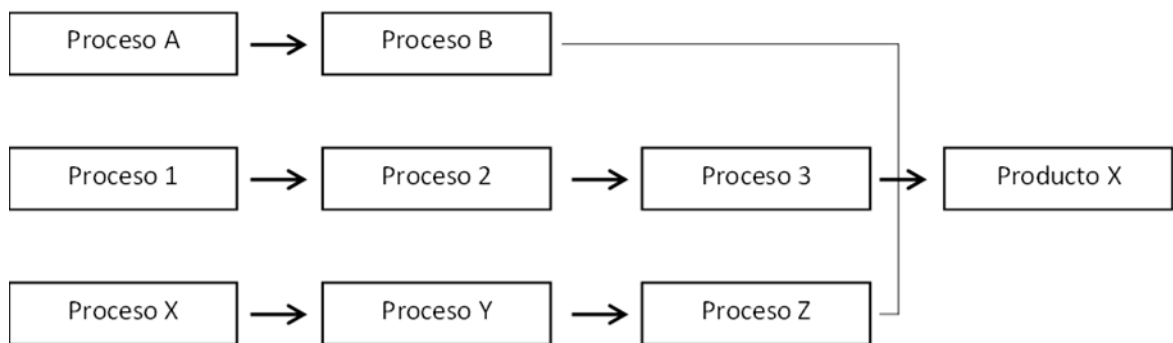 Proceso A
Proceso B
Proceso 1
Proceso 2
Proceso 3
Producto X
Proceso X
Proceso Y
Proceso Z